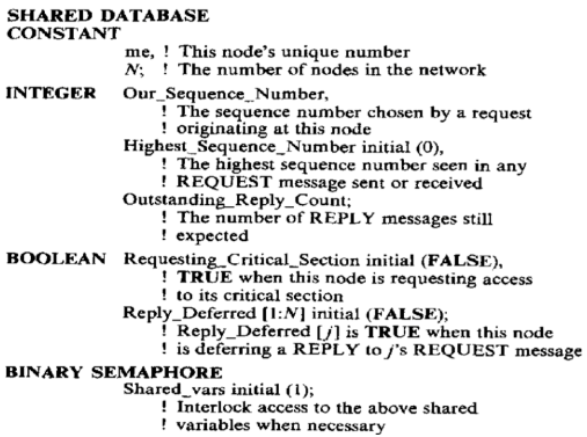 SHARED DATABASE
CONSTANT
me, ! This node's unique number
N; ! The number of nodes in the network
INTEGER Our_Sequence_Number,
! The sequence number chosen by a request
! originating at this node
Highest_Sequence_Number initial (0),
! The highest sequence number seen in any
! REQUEST message sent or received
Outstanding_Reply_Count;
! The number of REPLY messages still
! expected
BOOLEAN Requesting_Critical_Section initial (FALSE),
! TRUE when this node is requesting access
! to its critical section
Reply_Deferred [1:N] initial (FALSE);
! Reply_Deferred [j] is TRUE when this node
! is deferring a REPLY to j's REQUEST message
BINARY SEMAPHORE
Shared_vars initial (1);
! Interlock access to the above shared
! variables when necessary